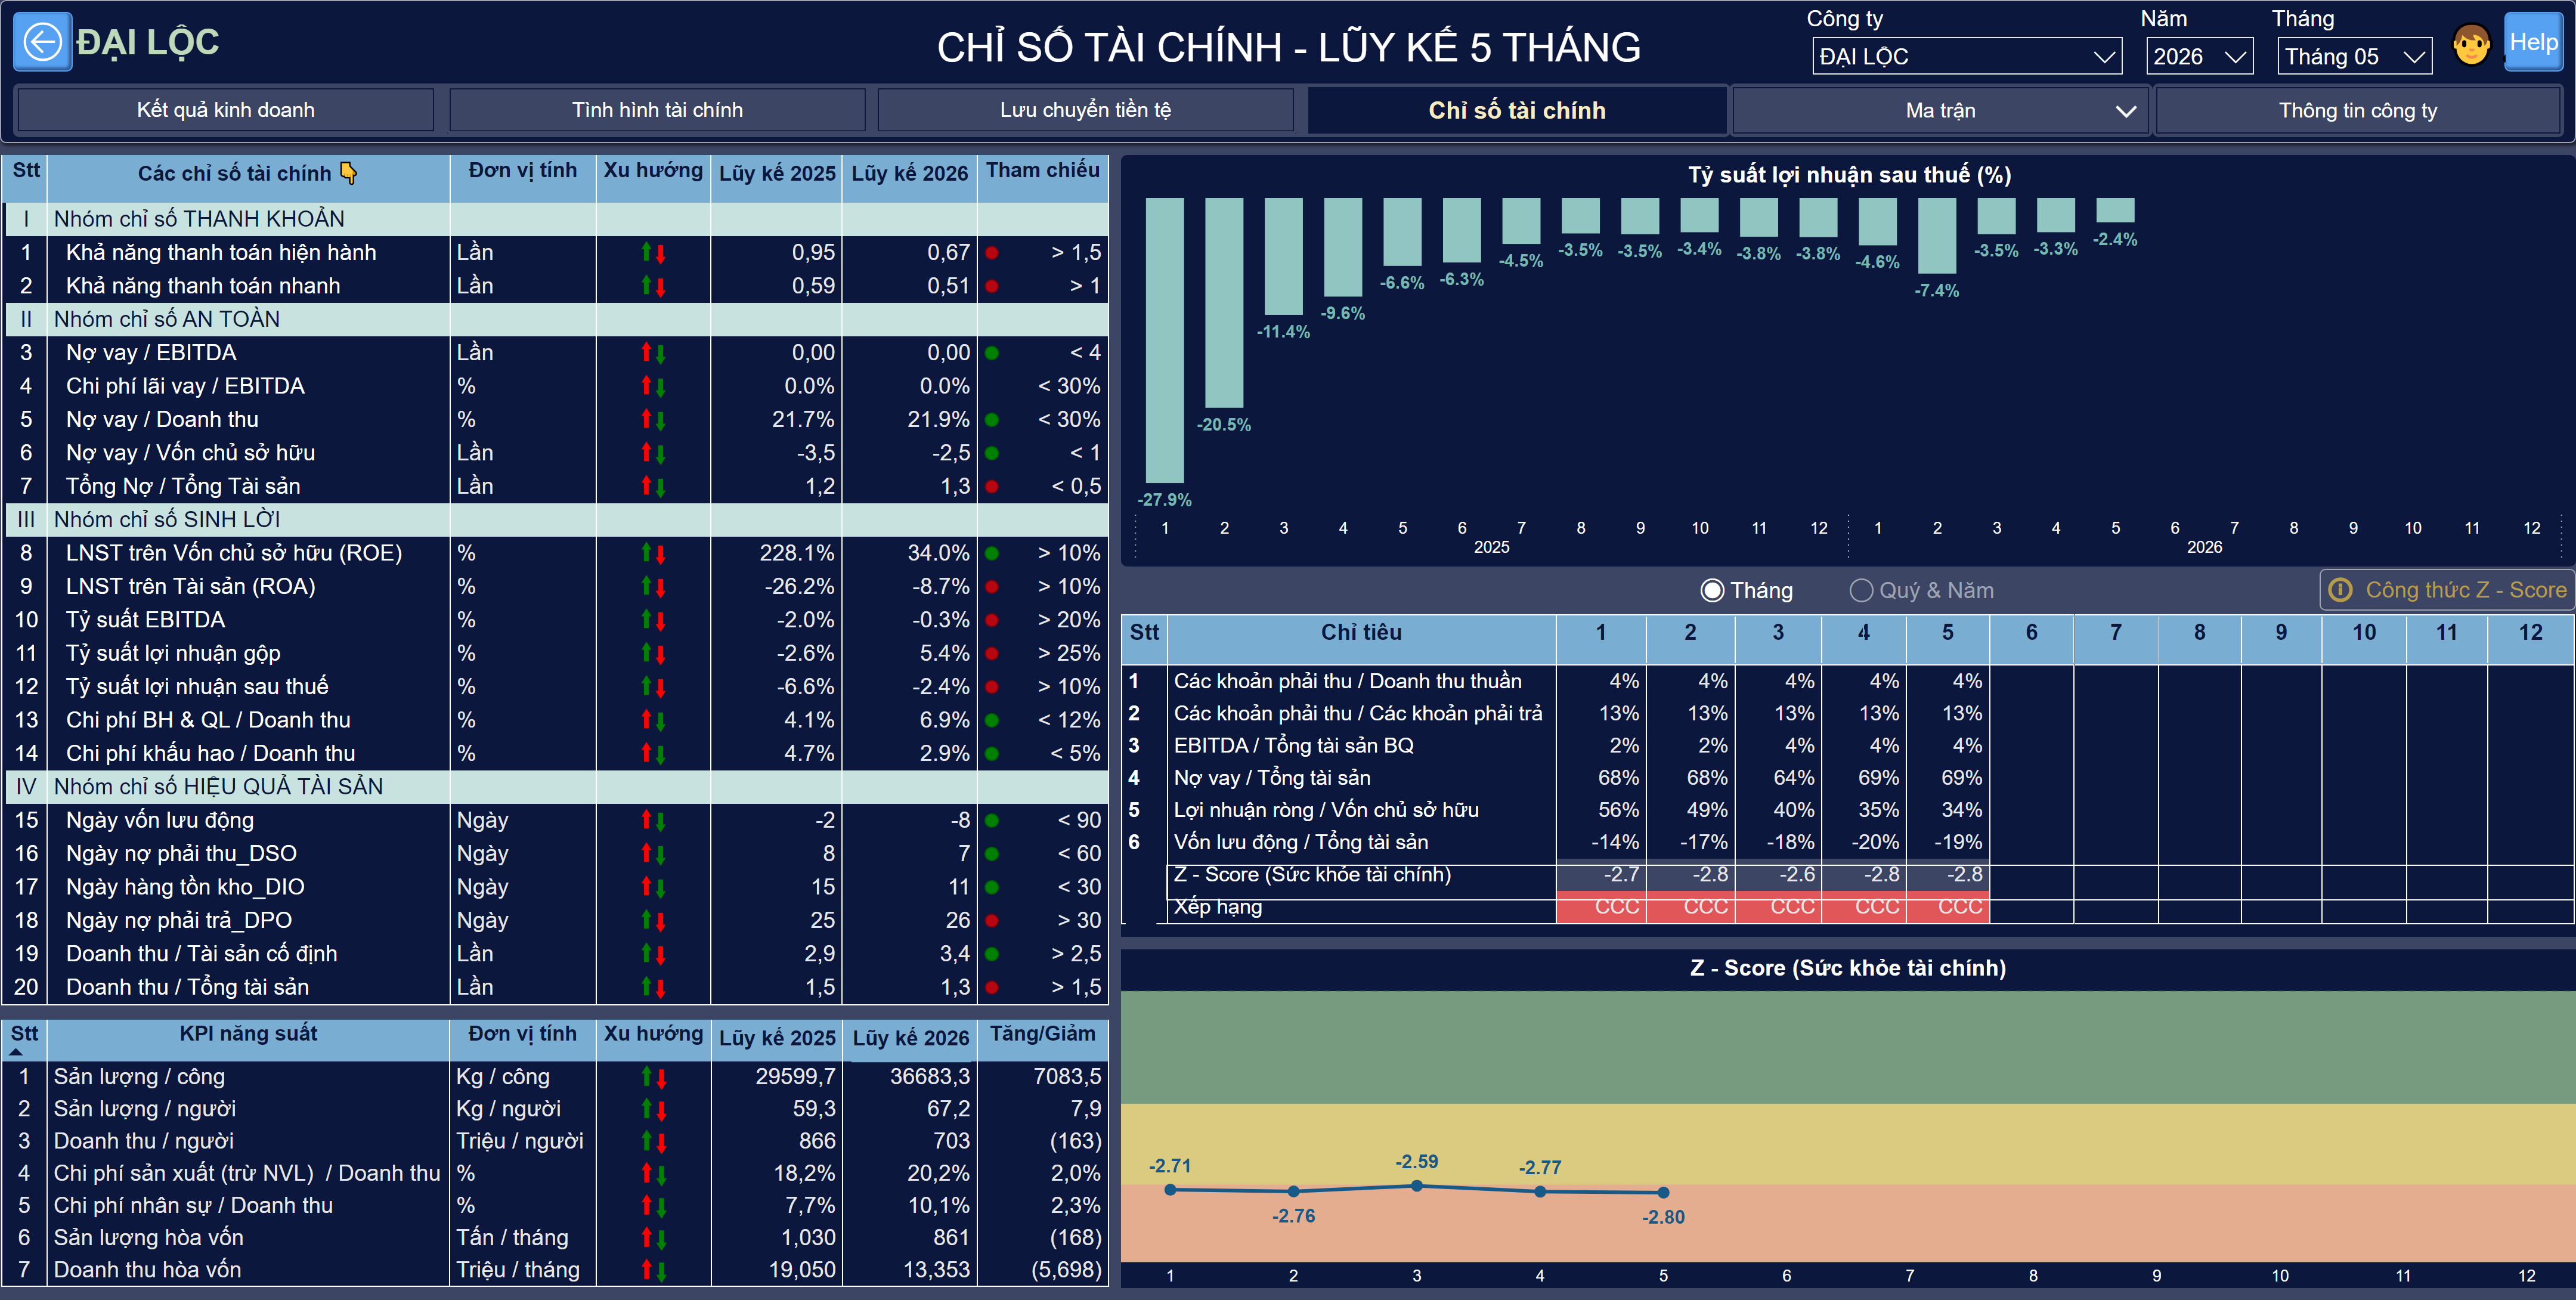 ĐẠI LỘC
CHỈ SỐ TÀI CHÍNH - LŨY KẾ 5 THÁNG
Công ty Năm Tháng
ĐẠI LỘC 2026 Tháng 05 Help
Kết quả kinh doanh Tình hình tài chính Lưu chuyển tiền tệ Chỉ số tài chính Ma trận Thông tin công ty
Stt Các chỉ số tài chính Đơn vị tính Xu hướng Lũy kế 2025 Lũy kế 2026 Tham chiếu
I Nhóm chỉ số THANH KHOẢN
1 Khả năng thanh toán hiện hành Lần 0,95 0,67 > 1,5
2 Khả năng thanh toán nhanh Lần 0,59 0,51 > 1
II Nhóm chỉ số AN TOÀN
3 Nợ vay / EBITDA Lần 0,00 0,00 < 4
4 Chi phí lãi vay / EBITDA % 0.0% 0.0% < 30%
5 Nợ vay / Doanh thu % 21.7% 21.9% < 30%
6 Nợ vay / Vốn chủ sở hữu Lần -3,5 -2,5 < 1
7 Tổng Nợ / Tổng Tài sản Lần 1,2 1,3 < 0,5
III Nhóm chỉ số SINH LỜI
8 LNST trên Vốn chủ sở hữu (ROE) % 228.1% 34.0% > 10%
9 LNST trên Tài sản (ROA) % -26.2% -8.7% > 10%
10 Tỷ suất EBITDA % -2.0% -0.3% > 20%
11 Tỷ suất lợi nhuận gộp % -2.6% 5.4% > 25%
12 Tỷ suất lợi nhuận sau thuế % -6.6% -2.4% > 10%
13 Chi phí BH & QL / Doanh thu % 4.1% 6.9% < 12%
14 Chi phí khấu hao / Doanh thu % 4.7% 2.9% < 5%
IV Nhóm chỉ số HIỆU QUẢ TÀI SẢN
15 Ngày vốn lưu động Ngày -2 -8 < 90
16 Ngày nợ phải thu_DSO Ngày 8 7 < 60
17 Ngày hàng tồn kho_DIO Ngày 15 11 < 30
18 Ngày nợ phải trả_DPO Ngày 25 26 > 30
19 Doanh thu / Tài sản cố định Lần 2,9 3,4 > 2,5
20 Doanh thu / Tổng tài sản Lần 1,5 1,3 > 1,5
Stt KPI năng suất Đơn vị tính Xu hướng Lũy kế 2025 Lũy kế 2026 Tăng/Giảm
1 Sản lượng / công Kg / công 29599,7 36683,3 7083,5
2 Sản lượng / người Kg / người 59,3 67,2 7,9
3 Doanh thu / người Triệu / người 866 703 (163)
4 Chi phí sản xuất (trừ NVL) / Doanh thu % 18,2% 20,2% 2,0%
5 Chi phí nhân sự / Doanh thu % 7,7% 10,1% 2,3%
6 Sản lượng hòa vốn Tấn / tháng 1,030 861 (168)
7 Doanh thu hòa vốn Triệu / tháng 19,050 13,353 (5,698)
Tỷ suất lợi nhuận sau thuế (%)
-27.9% -20.5% -11.4% -9.6% -6.6% -6.3% -4.5% -3.5% -3.5% -3.4% -3.8% -3.8% -4.6% -7.4% -3.5% -3.3% -2.4%
1 2 3 4 5 6 7 8 9 10 11 12 1 2 3 4 5 6 7 8 9 10 11 12
2025 2026
Tháng Quý & Năm Công thức Z - Score
Stt Chỉ tiêu 1 2 3 4 5 6 7 8 9 10 11 12
1 Các khoản phải thu / Doanh thu thuần 4% 4% 4% 4% 4%
2 Các khoản phải thu / Các khoản phải trả 13% 13% 13% 13% 13%
3 EBITDA / Tổng tài sản BQ 2% 2% 4% 4% 4%
4 Nợ vay / Tổng tài sản 68% 68% 64% 69% 69%
5 Lợi nhuận ròng / Vốn chủ sở hữu 56% 49% 40% 35% 34%
6 Vốn lưu động / Tổng tài sản -14% -17% -18% -20% -19%
Z - Score (Sức khỏe tài chính) -2.7 -2.8 -2.6 -2.8 -2.8
Xếp hạng CCC CCC CCC CCC CCC
Z - Score (Sức khỏe tài chính)
-2.71 -2.76 -2.59 -2.77 -2.80
1 2 3 4 5 6 7 8 9 10 11 12